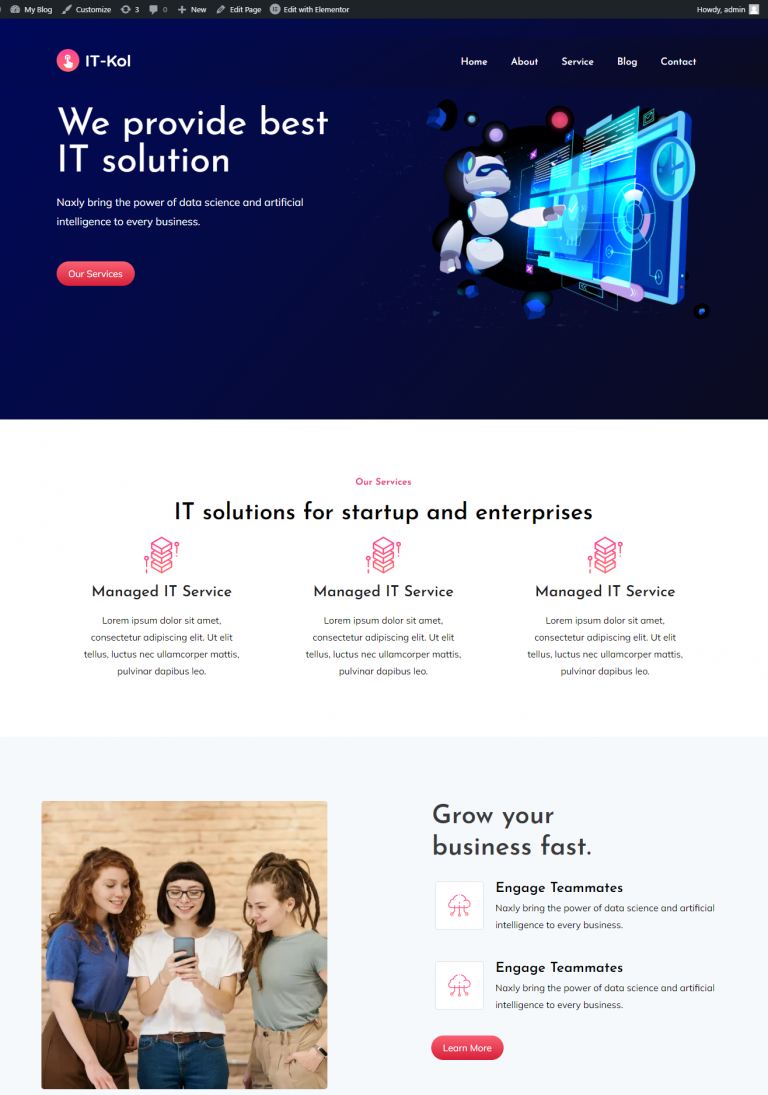 My Blog Customize 3 0 New Edit Page Edit with Elementor Howdy, admin
IT-Kol Home About Service Blog Contact
We provide best
IT solution
Naxly bring the power of data science and artificial
intelligence to every business.
Our Services
Our Services
IT solutions for startup and enterprises
Managed IT Service Managed IT Service Managed IT Service
Lorem ipsum dolor sit amet, Lorem ipsum dolor sit amet, Lorem ipsum dolor sit amet,
consectetur adipiscing elit. Ut elit consectetur adipiscing elit. Ut elit consectetur adipiscing elit. Ut elit
tellus, luctus nec ullamcorper mattis, tellus, luctus nec ullamcorper mattis, tellus, luctus nec ullamcorper mattis,
pulvinar dapibus leo. pulvinar dapibus leo. pulvinar dapibus leo.
Grow your
business fast.
Engage Teammates
Naxly bring the power of data science and artificial
intelligence to every business.
Engage Teammates
Naxly bring the power of data science and artificial
intelligence to every business.
Learn More